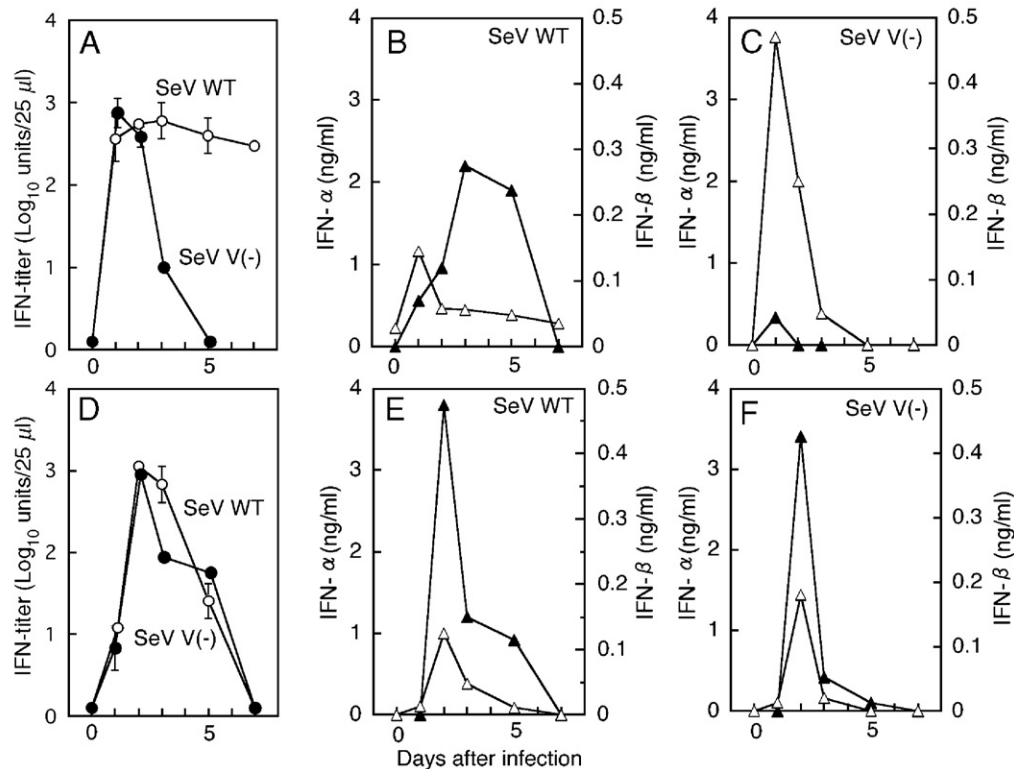 A
IFN-titer (Log10 units/25 μl)
4
3
2
1
0
0
5
SeV WT
SeV V(-)
B
SeV WT
IFN- α (ng/ml)
4
3
2
1
0
0
5
0.5
0.4
0.3
0.2
0.1
0
IFN- β (ng/ml)
C
SeV V(-)
IFN- α (ng/ml)
4
3
2
1
0
0
5
0.5
0.4
0.3
0.2
0.1
0
IFN- β (ng/ml)
D
IFN-titer (Log10 units/25 μl)
4
3
2
1
0
0
5
SeV WT
SeV V(-)
E
SeV WT
IFN- α (ng/ml)
4
3
2
1
0
0
5
0.5
0.4
0.3
0.2
0.1
0
IFN- β (ng/ml)
Days after infection
F
SeV V(-)
IFN- α (ng/ml)
4
3
2
1
0
0
5
0.5
0.4
0.3
0.2
0.1
0
IFN- β (ng/ml)